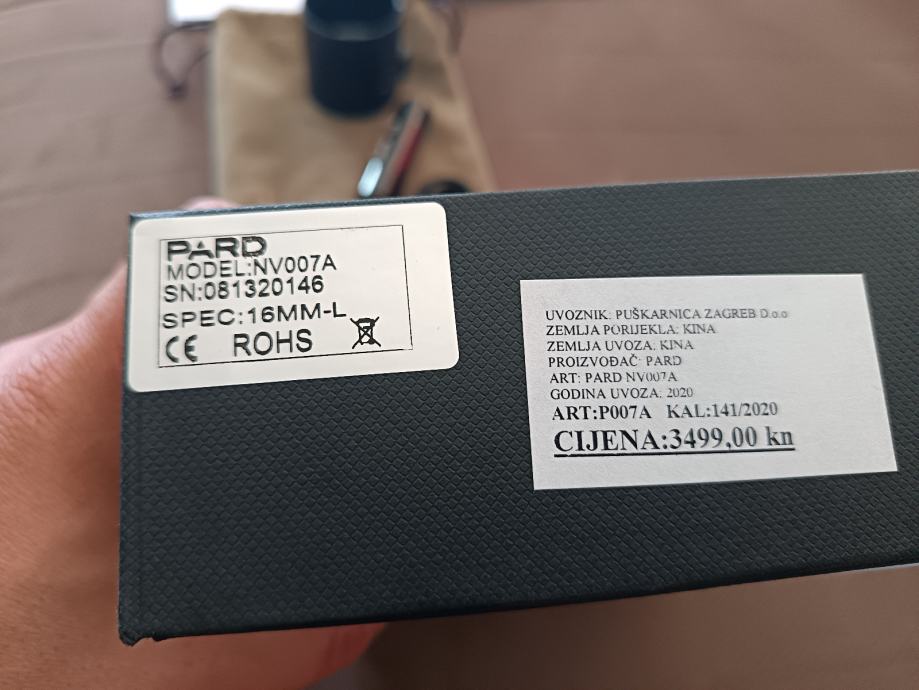 PARD
MODEL:NV007A
SN:081320146
SPEC:16MM-L
CE ROHS
UVOZNIK: PUŠKARNICA ZAGREB D.o.o
ZEMLJA PORIJEKLA: KINA
ZEMLJA UVOZA: KINA
PROIZVOĐAČ: PARD
ART: PARD NV007A
GODINA UVOZA: 2020
ART:P007A KAL:141/2020
CIJENA:3499,00 kn